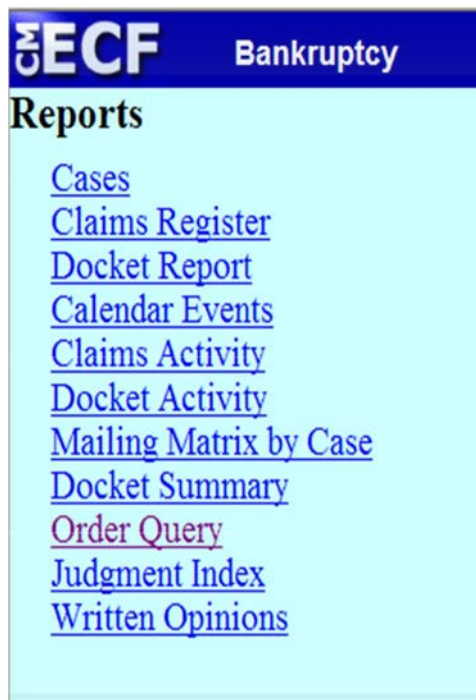 CM ECF Bankruptcy
Reports
Cases
Claims Register
Docket Report
Calendar Events
Claims Activity
Docket Activity
Mailing Matrix by Case
Docket Summary
Order Query
Judgment Index
Written Opinions